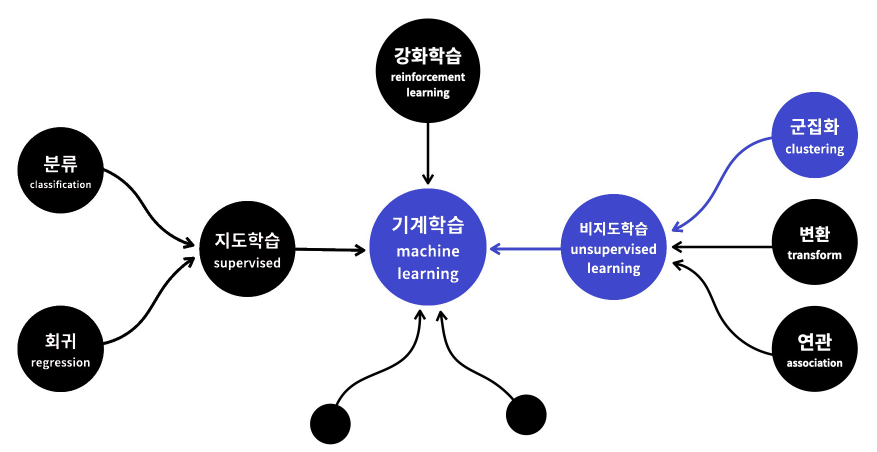 강화학습
reinforcement
learning
분류
classification
지도학습
supervised
회귀
regression
기계학습
machine
learning
비지도학습
unsupervised
learning
군집화
clustering
변환
transform
연관
association